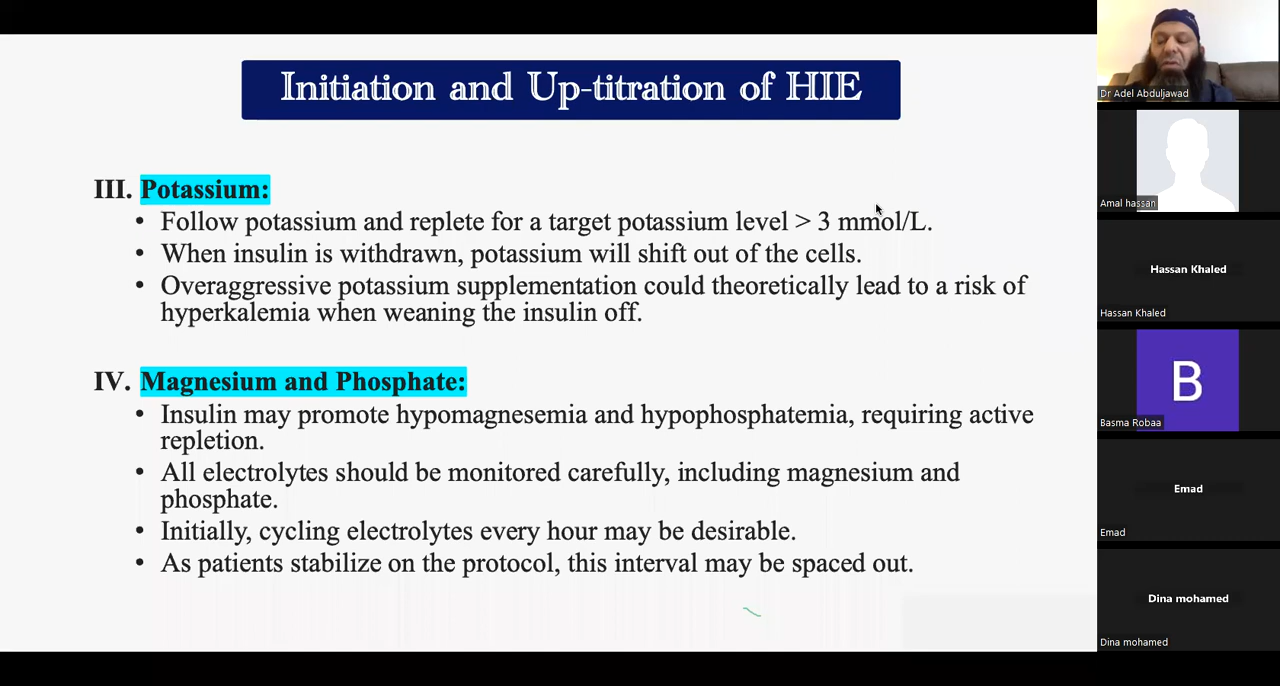 Initiation and Up-titration of HIE
III. Potassium:
• Follow potassium and replete for a target potassium level > 3 mmol/L.
• When insulin is withdrawn, potassium will shift out of the cells.
• Overaggressive potassium supplementation could theoretically lead to a risk of
hyperkalemia when weaning the insulin off.
IV. Magnesium and Phosphate:
• Insulin may promote hypomagnesemia and hypophosphatemia, requiring active
repletion.
• All electrolytes should be monitored carefully, including magnesium and
phosphate.
• Initially, cycling electrolytes every hour may be desirable.
• As patients stabilize on the protocol, this interval may be spaced out.
Dr Adel Abduljawad
Amal hassan
Hassan Khaled
Hassan Khaled
B
Basma Robaa
Emad
Emad
Dina mohamed
Dina mohamed